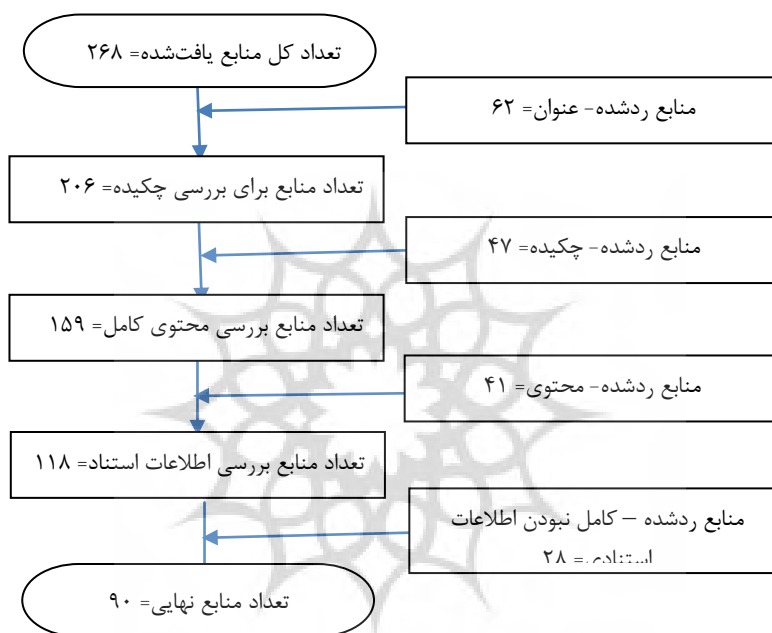 تعداد کل منابع یافت‌شده= ۲۶۸
منابع ردشده- عنوان= ۶۲
تعداد منابع برای بررسی چکیده= ۲۰۶
منابع ردشده- چکیده= ۴۷
تعداد منابع بررسی محتوی کامل= ۱۵۹
منابع ردشده- محتوی= ۴۱
تعداد منابع بررسی اطلاعات استناد= ۱۱۸
منابع ردشده – کامل نبودن اطلاعات
استنادی= ۲۸
تعداد منابع نهایی= ۹۰